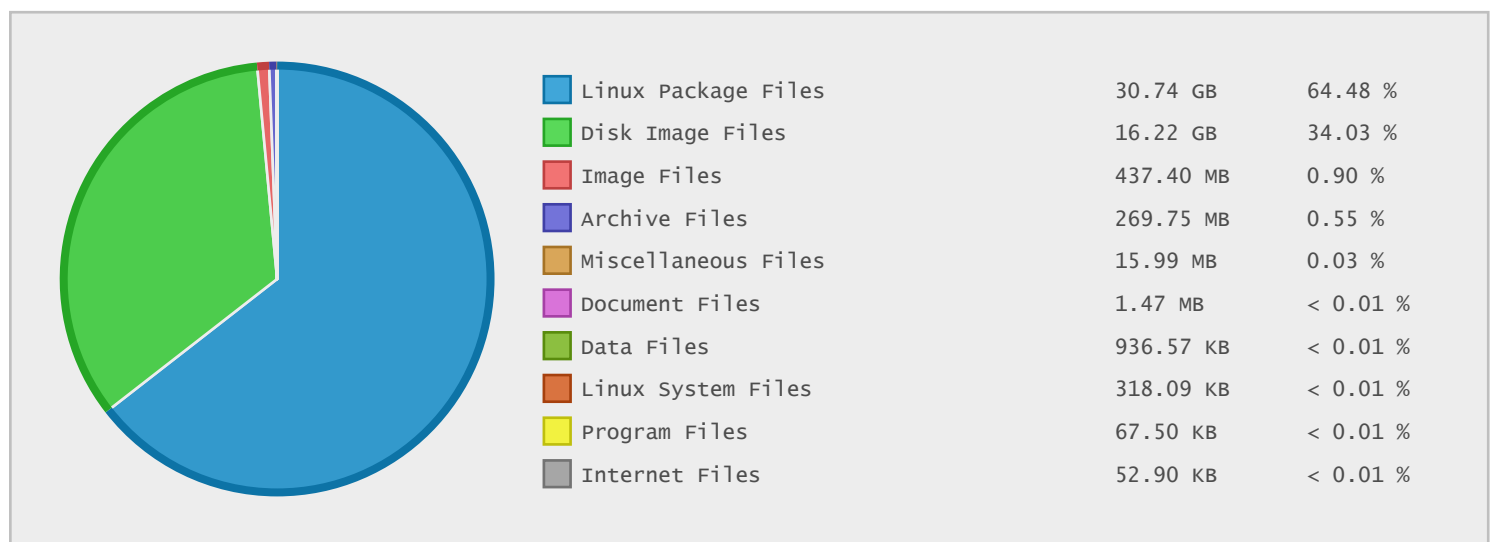 Linux Package Files 30.74 GB 64.48 %
Disk Image Files 16.22 GB 34.03 %
Image Files 437.40 MB 0.90 %
Archive Files 269.75 MB 0.55 %
Miscellaneous Files 15.99 MB 0.03 %
Document Files 1.47 MB < 0.01 %
Data Files 936.57 KB < 0.01 %
Linux System Files 318.09 KB < 0.01 %
Program Files 67.50 KB < 0.01 %
Internet Files 52.90 KB < 0.01 %